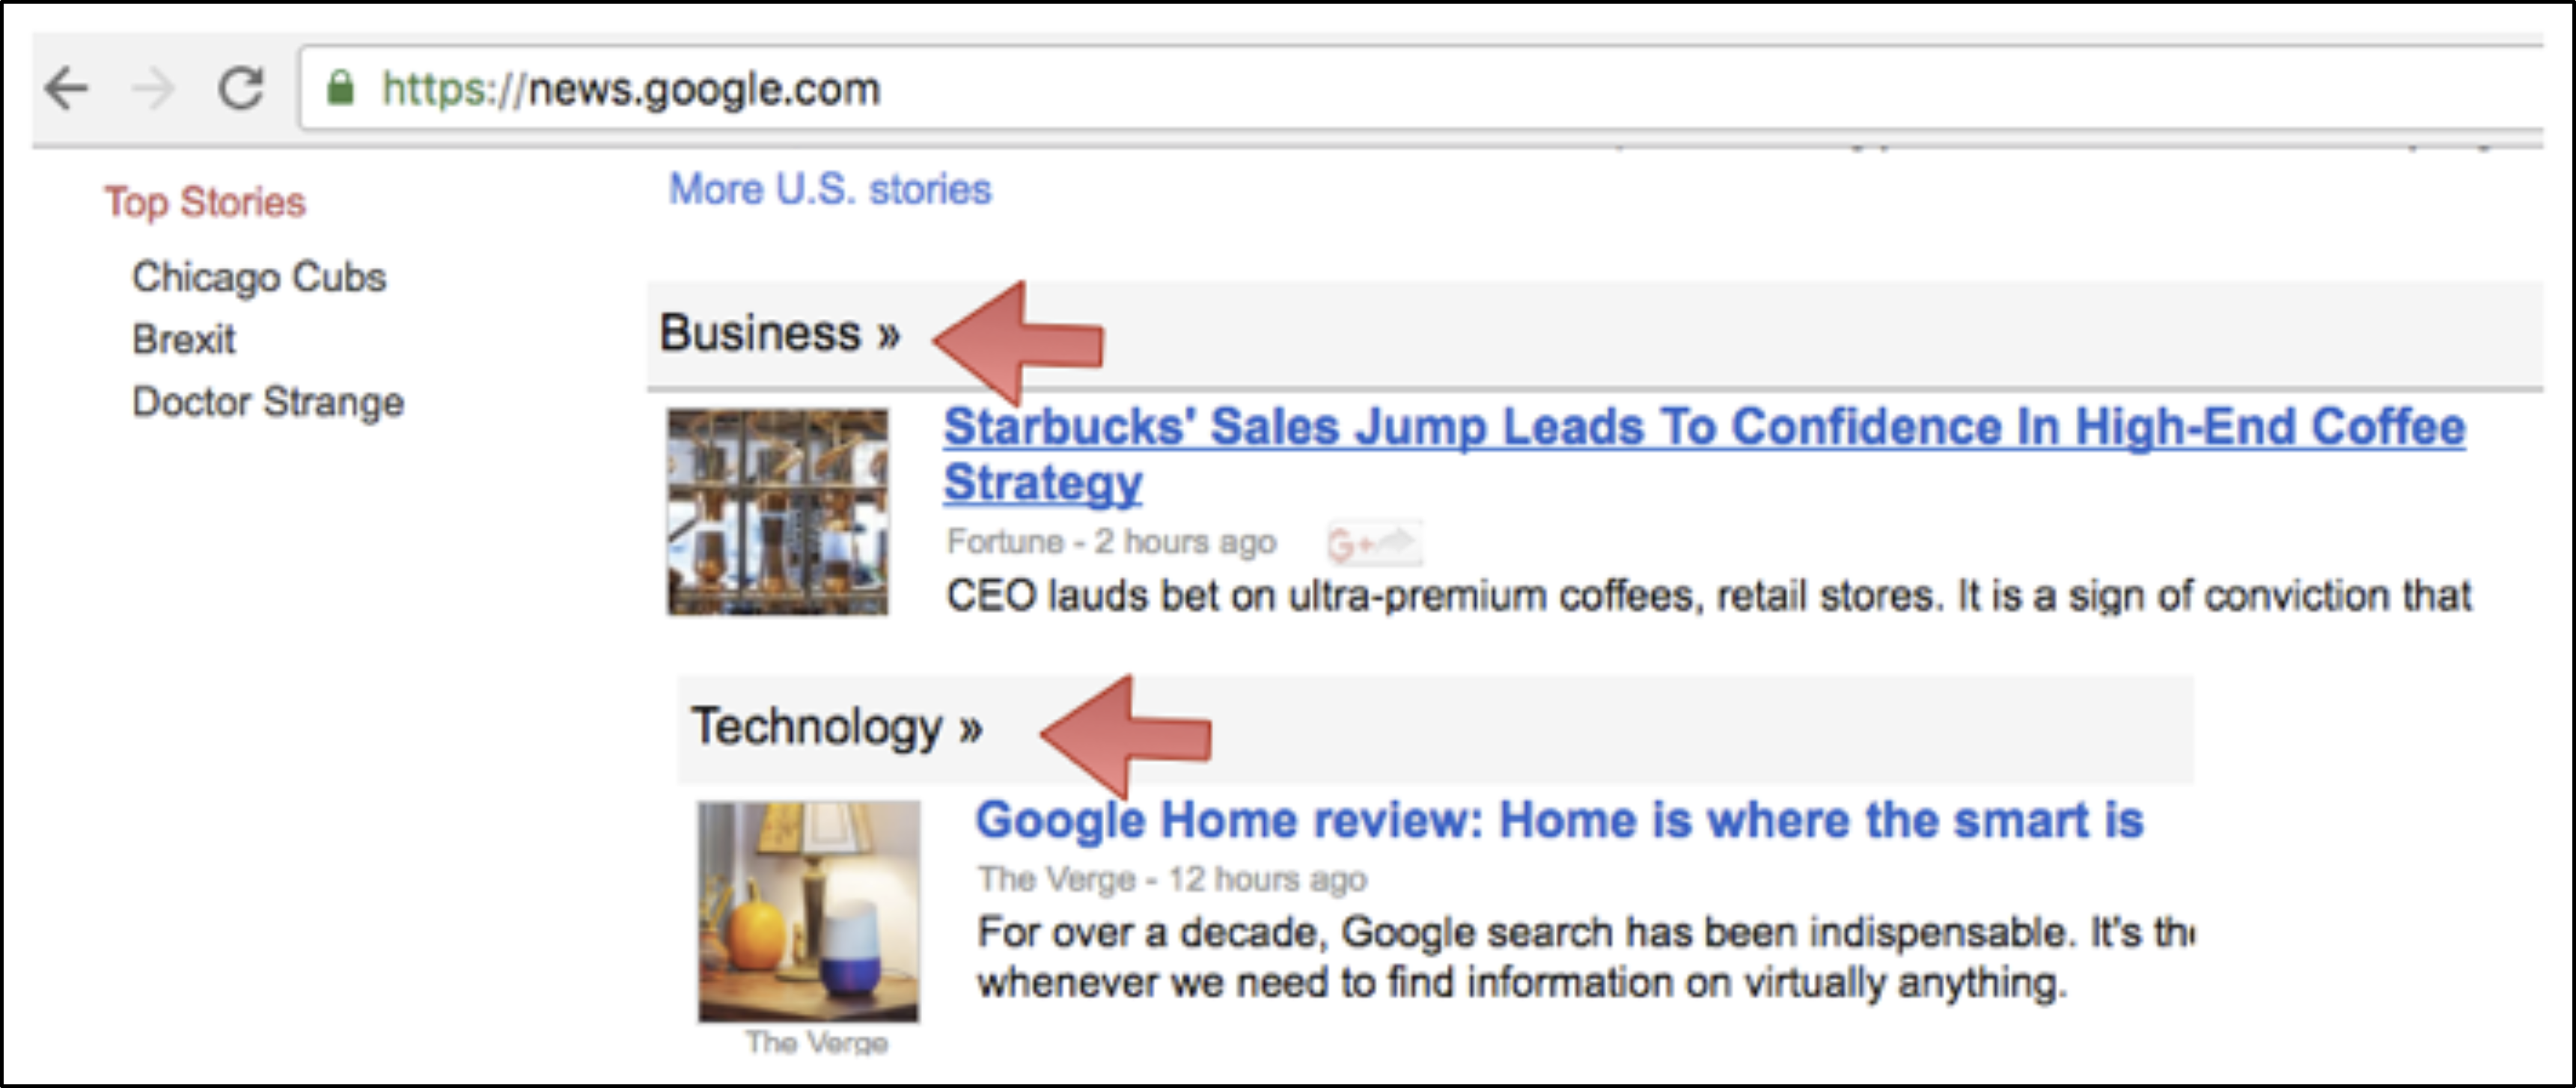 https://news.google.com
Top Stories
Chicago Cubs
Brexit
Doctor Strange
More U.S. stories
Business »
Starbucks' Sales Jump Leads To Confidence In High-End Coffee
Strategy
Fortune - 2 hours ago G+
CEO lauds bet on ultra-premium coffees, retail stores. It is a sign of conviction that
Technology »
Google Home review: Home is where the smart is
The Verge - 12 hours ago
For over a decade, Google search has been indispensable. It's the
whenever we need to find information on virtually anything.
The Verge